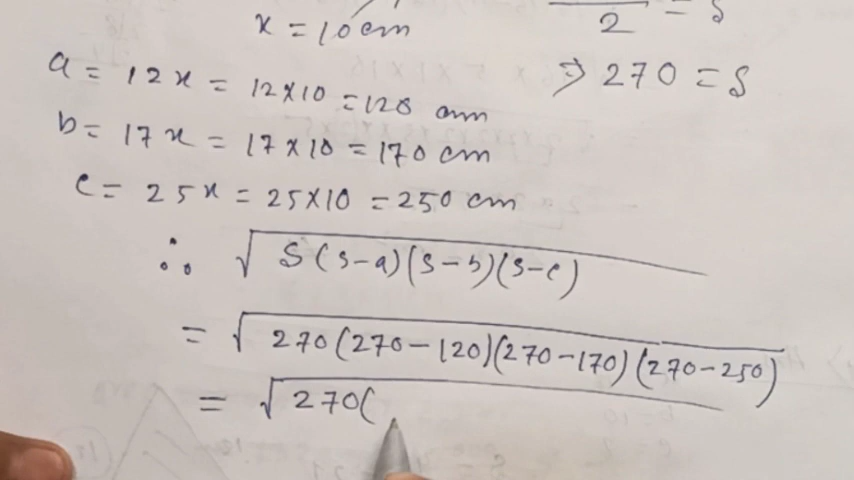 x = 10 cm
2 = S
⇒ 270 = S
a = 12x = 12×10 = 120 cm
b = 17x = 17×10 = 170 cm
c = 25x = 25×10 = 250 cm
∴ √S(S-a)(S-b)(S-c)
= √270(270-120)(270-170)(270-250)
= √270(